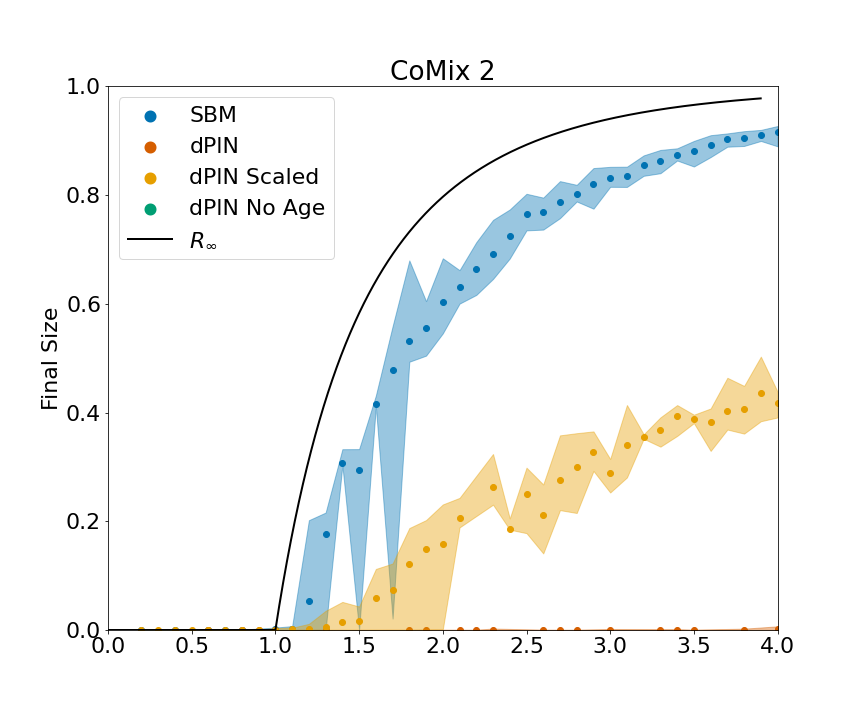 CoMix 2
1.0
0.8
0.6
0.4
0.2
0.0
Final Size
SBM
dPIN
dPIN Scaled
dPIN No Age
R∞
0.0 0.5 1.0 1.5 2.0 2.5 3.0 3.5 4.0